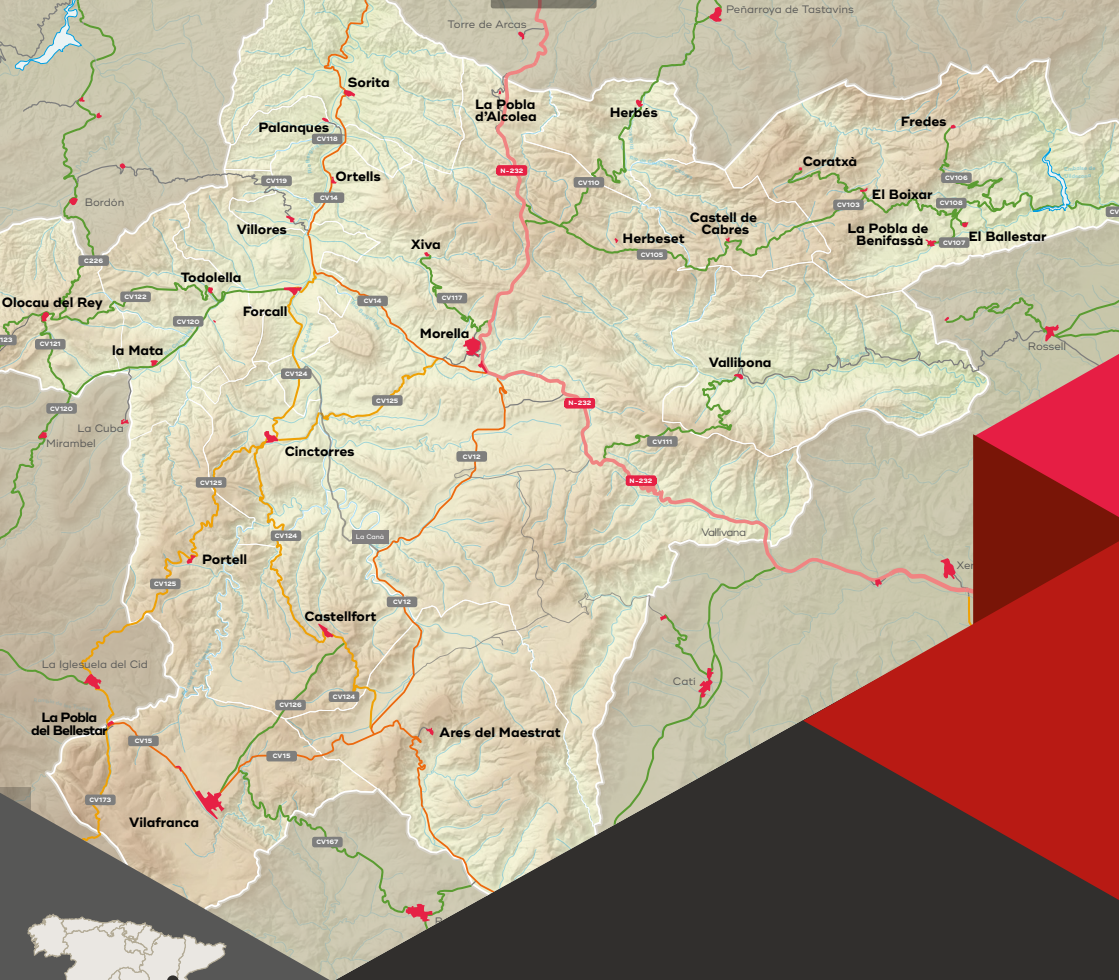 Peñarroya de Tastavins
Torre de Arcas
Sorita
La Pobla
d'Alcolea
Herbés
Fredes
Palanques
CV118
Coratxà
N-232
Ortells
CV119
CV110
CV106
CV14
El Boixar
Bordón
CV103
CV106
Villores
Castell de
Cabres
La Pobla de
Benifassà
El Ballestar
Xiva
Herbeset
CV107
CV105
C226
Todolella
CV122
CV117
CV14
Olocau del Rey
Forcall
CV120
Morella
123
CV121
Rossell
la Mata
Vallibona
CV124
CV125
N-232
CV120
La Cuba
Mirambel
CV111
Cinctorres
CV12
CV125
N-232
CV124
La Coná
Vallivana
Portell
Xer
CV125
CV12
Castellfort
La Iglesuela del Cid
Catí
CV124
CV126
La Pobla
del Bellestar
Ares del Maestrat
CV15
CV15
CV173
Vilafranca
CV167